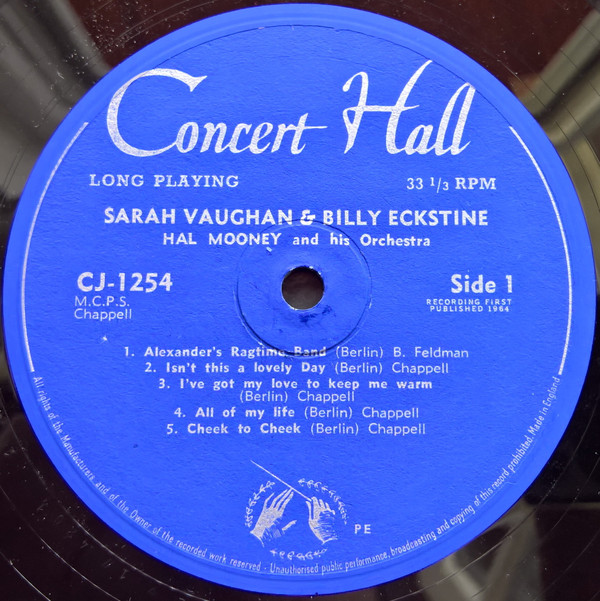 Concert Hall
LONG PLAYING 33 1/3 RPM
SARAH VAUGHAN & BILLY ECKSTINE
HAL MOONEY and his Orchestra
CJ-1254 Side 1
M.C.P.S. RECORDING FIRST
Chappell PUBLISHED 1964
1. Alexander's Ragtime Band (Berlin) B. Feldman
2. Isn't this a lovely Day (Berlin) Chappell
3. I've got my love to keep me warm
(Berlin) Chappell
4. All of my life (Berlin) Chappell
5. Cheek to Cheek (Berlin) Chappell
PE
All rights of the Manufacturers and of the Owner of the recorded work reserved - Unauthorised public performance, broadcasting and copying of this record prohibited. Made in England